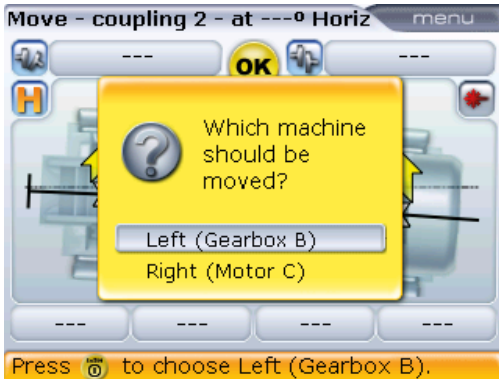 Move - coupling 2 - at ---º Horiz menu
--- OK ---
H
Which machine
should be
moved?
Left (Gearbox B)
Right (Motor C)
--- --- --- ---
Press to choose Left (Gearbox B).